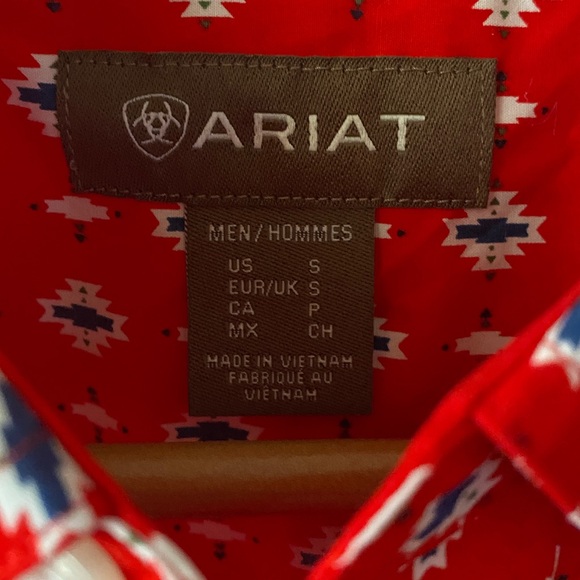 ARIAT
MEN/HOMMES
US S
EUR/UK S
CA P
MX CH
MADE IN VIETNAM
FABRIQUÉ AU
VIETNAM